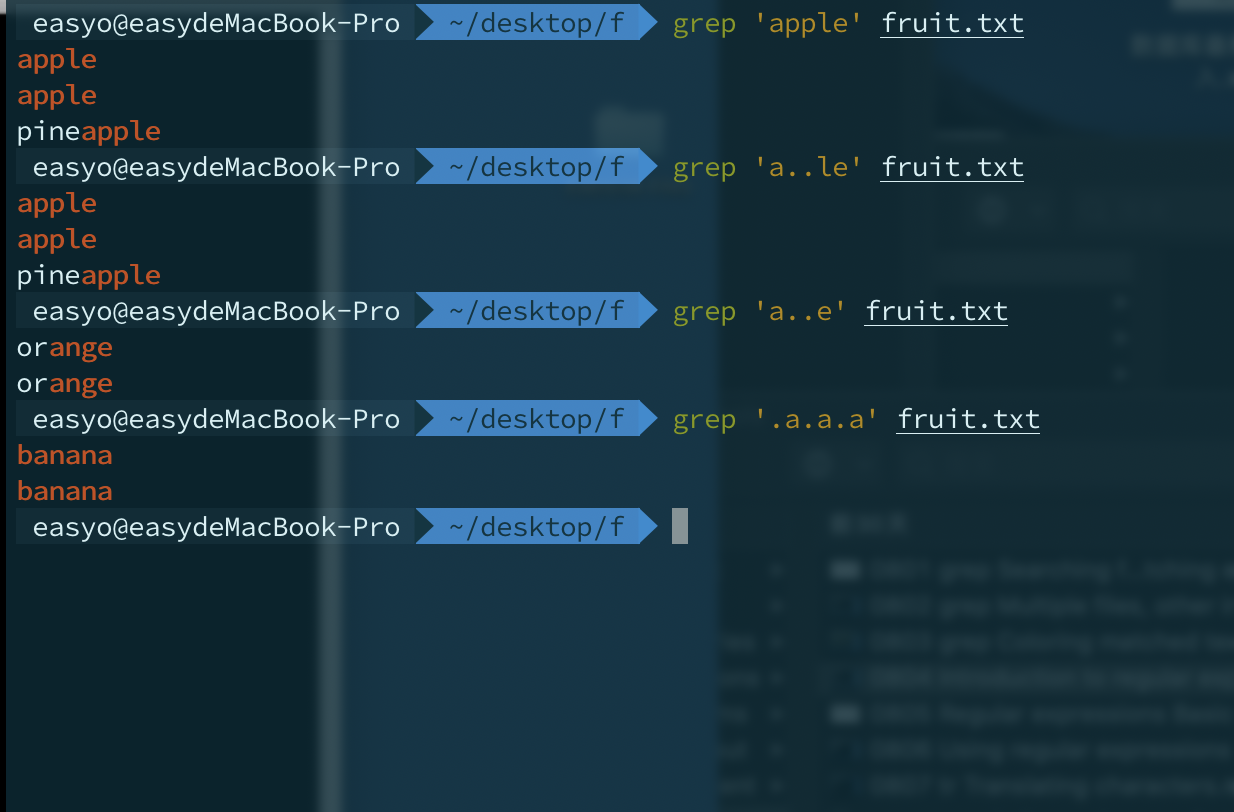 easyo@easydeMacBook-Pro ~/desktop/f grep 'apple' fruit.txt
apple
apple
pineapple
easyo@easydeMacBook-Pro ~/desktop/f grep 'a..le' fruit.txt
apple
apple
pineapple
easyo@easydeMacBook-Pro ~/desktop/f grep 'a..e' fruit.txt
orange
orange
easyo@easydeMacBook-Pro ~/desktop/f grep '.a.a.a' fruit.txt
banana
banana
easyo@easydeMacBook-Pro ~/desktop/f